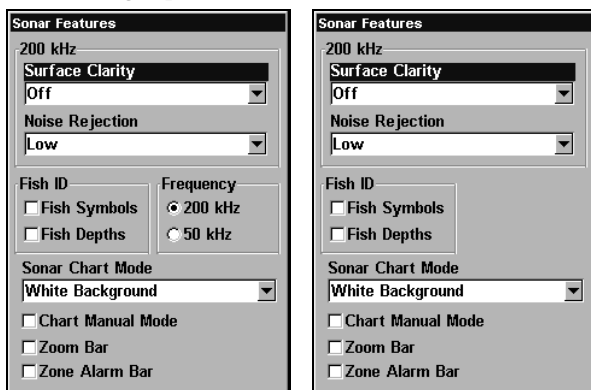 Sonar Features
200 kHz
Surface Clarity
Off
Noise Rejection
Low
Fish ID
Fish Symbols
Fish Depths
Frequency
200 kHz
50 kHz
Sonar Chart Mode
White Background
Chart Manual Mode
Zoom Bar
Zone Alarm Bar
Sonar Features
200 kHz
Surface Clarity
Off
Noise Rejection
Low
Fish ID
Fish Symbols
Fish Depths
Sonar Chart Mode
White Background
Chart Manual Mode
Zoom Bar
Zone Alarm Bar